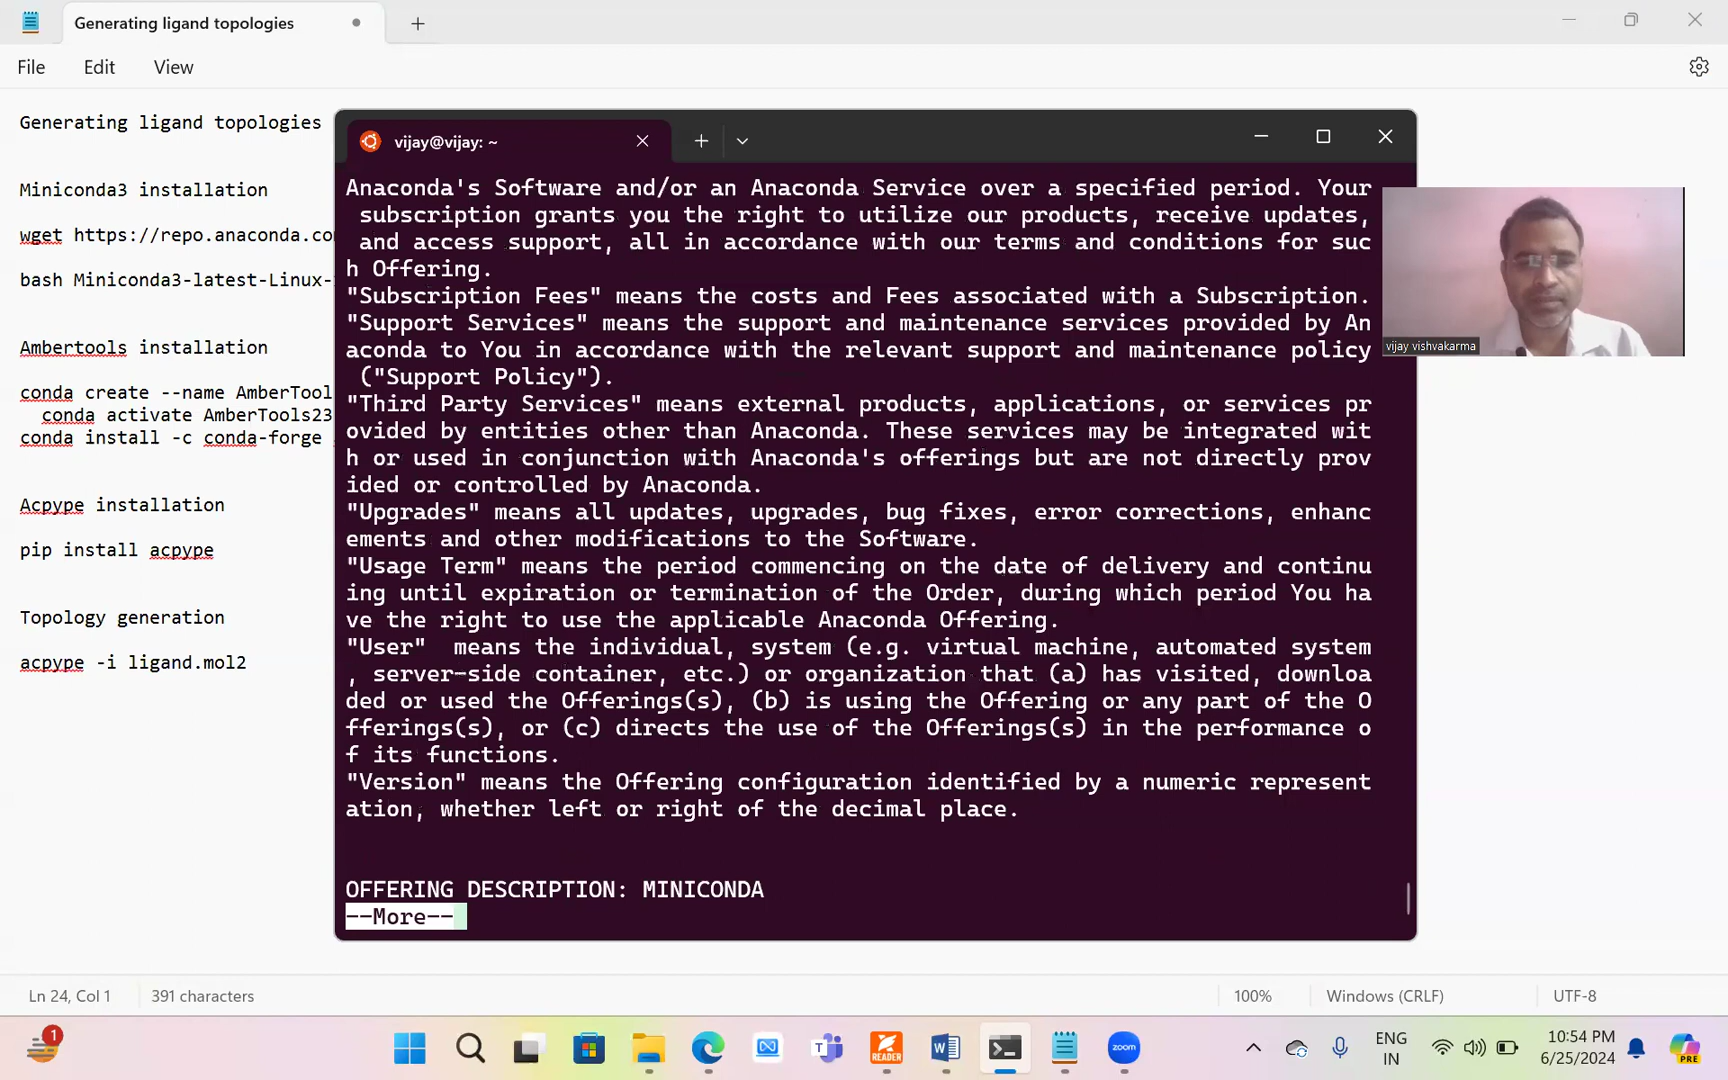 Generating ligand topologies
File Edit View
Generating ligand topologies
Miniconda3 installation
wget https://repo.anaconda.co
bash Miniconda3-latest-Linux-
Ambertools installation
conda create --name AmberTool
conda activate AmberTools23
conda install -c conda-forge
Acpype installation
pip install acpype
Topology generation
acpype -i ligand.mol2
vijay@vijay: ~
Anaconda's Software and/or an Anaconda Service over a specified period. Your
subscription grants you the right to utilize our products, receive updates,
and access support, all in accordance with our terms and conditions for suc
h Offering.
"Subscription Fees" means the costs and Fees associated with a Subscription.
"Support Services" means the support and maintenance services provided by An
aconda to You in accordance with the relevant support and maintenance policy
("Support Policy").
"Third Party Services" means external products, applications, or services pr
ovided by entities other than Anaconda. These services may be integrated wit
h or used in conjunction with Anaconda's offerings but are not directly prov
ided or controlled by Anaconda.
"Upgrades" means all updates, upgrades, bug fixes, error corrections, enhanc
ements and other modifications to the Software.
"Usage Term" means the period commencing on the date of delivery and continu
ing until expiration or termination of the Order, during which period You ha
ve the right to use the applicable Anaconda Offering.
"User"  means the individual, system (e.g. virtual machine, automated system
, server-side container, etc.) or organization that (a) has visited, downloa
ded or used the Offerings(s), (b) is using the Offering or any part of the O
fferings(s), or (c) directs the use of the Offerings(s) in the performance o
f its functions.
"Version" means the Offering configuration identified by a numeric represent
ation, whether left or right of the decimal place.
OFFERING DESCRIPTION: MINICONDA
--More--
vijay vishvakarma
Ln 24, Col 1 391 characters 100% Windows (CRLF) UTF-8
1
READER
zoom
ENG
IN
10:54 PM
6/25/2024
PRE